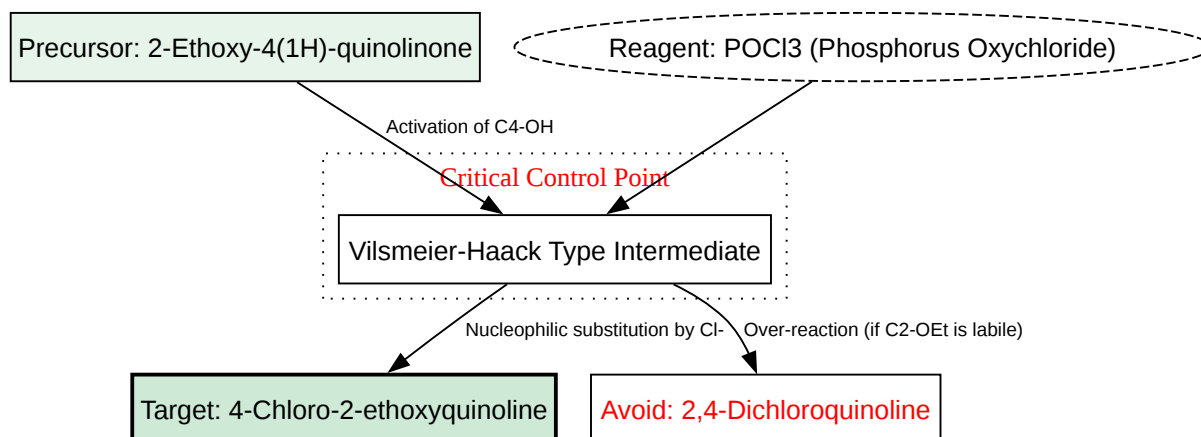 Precursor: 2-Ethoxy-4(1H)-quinolinone
Reagent: POCl3 (Phosphorus Oxychloride)
Activation of C4-OH
Critical Control Point
Vilsmeier-Haack Type Intermediate
Nucleophilic substitution by Cl-
Over-reaction (if C2-OEt is labile)
Target: 4-Chloro-2-ethoxyquinoline
Avoid: 2,4-Dichloroquinoline